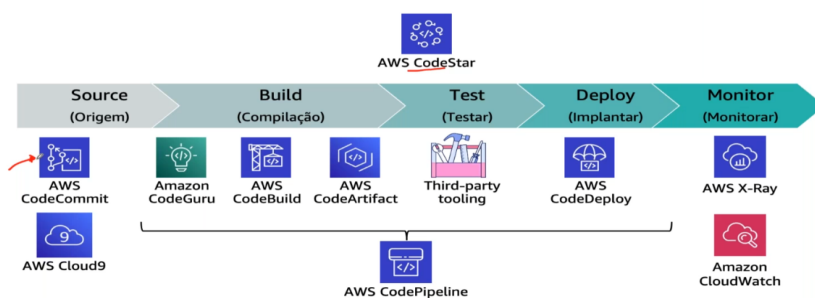 AWS CodeStar
Source
(Origem)
Build
(Compilação)
Test
(Testar)
Deploy
(Implantar)
Monitor
(Monitorar)
AWS
CodeCommit
Amazon
CodeGuru
AWS
CodeBuild
AWS
CodeArtifact
Third-party
tooling
AWS
CodeDeploy
AWS X-Ray
9
AWS Cloud9
AWS CodePipeline
Amazon
CloudWatch